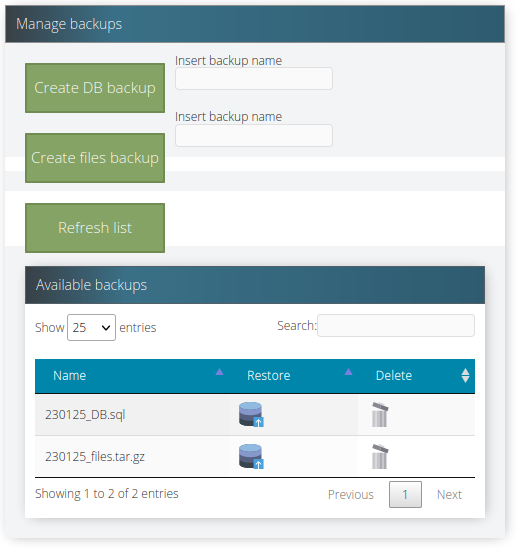 Manage backups
Create DB backup
Insert backup name
Create files backup
Insert backup name
Refresh list
Available backups
Show 25 entries Search:
Name Restore Delete
230125_DB.sql
230125_files.tar.gz
Showing 1 to 2 of 2 entries Previous 1 Next